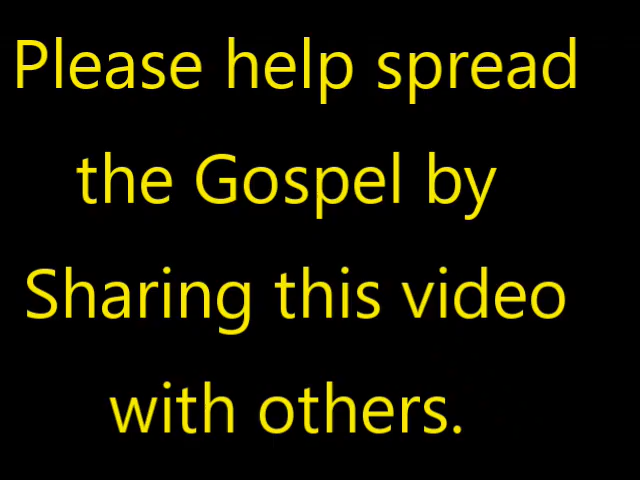 Please help spread
the Gospel by
Sharing this video
with others.